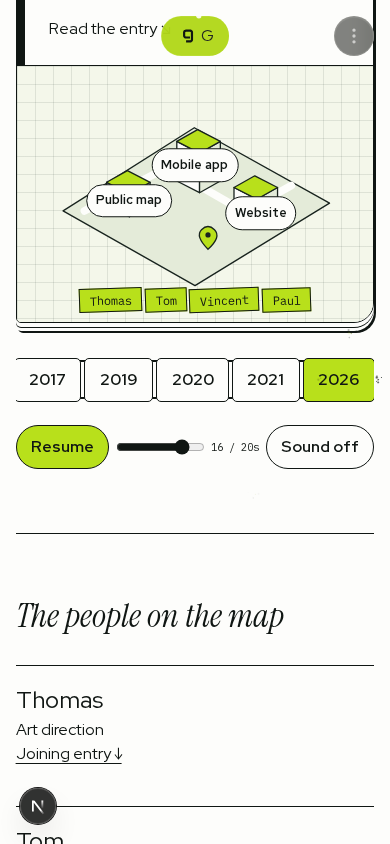 Read the entry
g G
Mobile app
Public map
Website
Thomas Tom Vincent Paul
2017 2019 2020 2021 2026
Resume 16 / 20s Sound off
The people on the map
Thomas
Art direction
Joining entry ↓
N
Tom